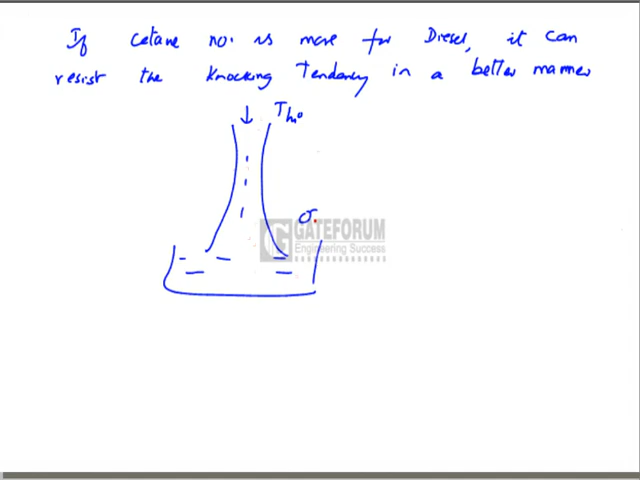 If cetane no. is more for Diesel, it can
resist the knocking Tendency in a better manner
Th
σ
GATEFORUM
Engineering Success